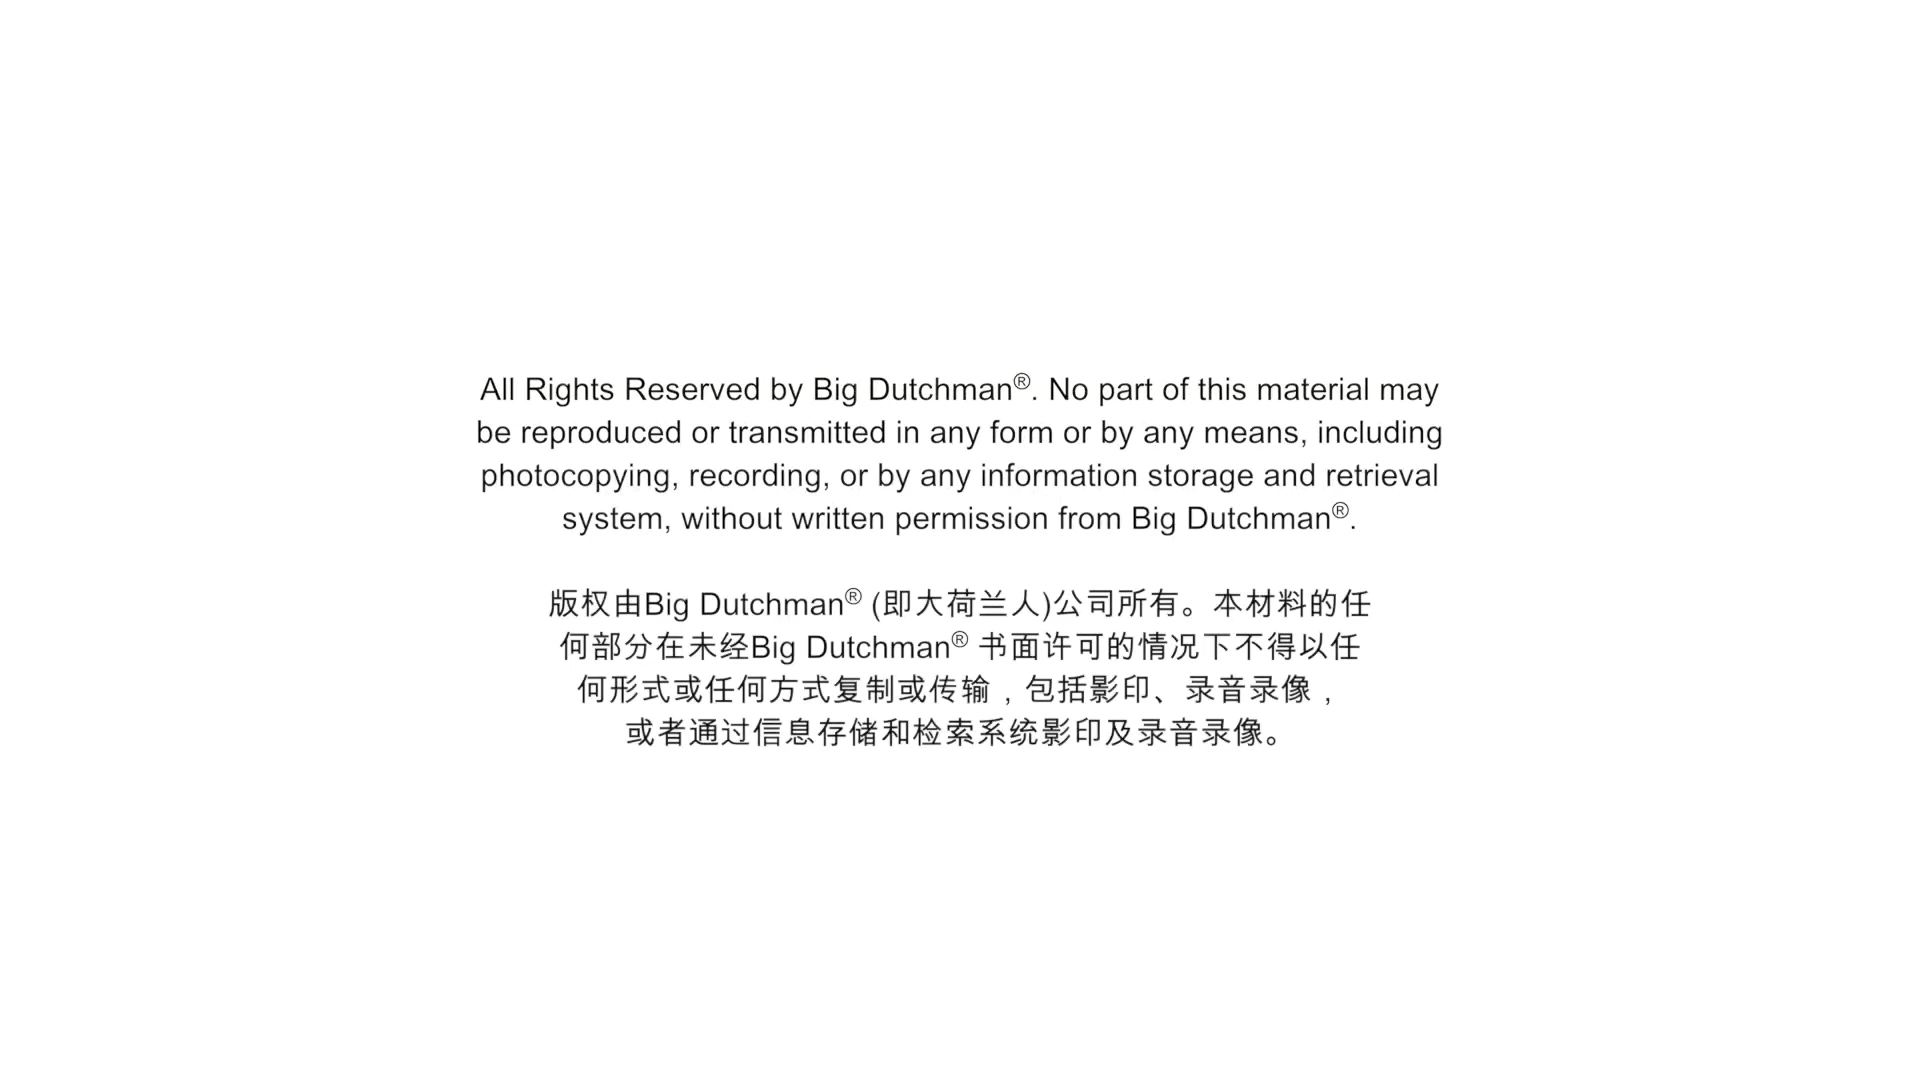 All Rights Reserved by Big Dutchman®. No part of this material may
be reproduced or transmitted in any form or by any means, including
photocopying, recording, or by any information storage and retrieval
system, without written permission from Big Dutchman®.
版权由Big Dutchman® (即大荷兰人)公司所有。本材料的任
何部分在未经Big Dutchman® 书面许可的情况下不得以任
何形式或任何方式复制或传输，包括影印、录音录像，
或者通过信息存储和检索系统影印及录音录像。